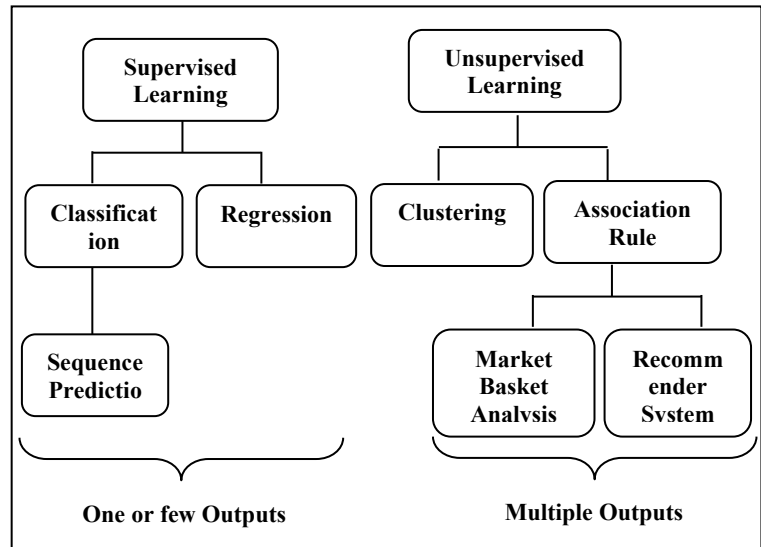 Supervised
Learning
Unsupervised
Learning
Classificat
ion
Regression
Clustering
Association
Rule
Sequence
Predictio
Market
Basket
Analysis
Recomm
ender
System
One or few Outputs
Multiple Outputs